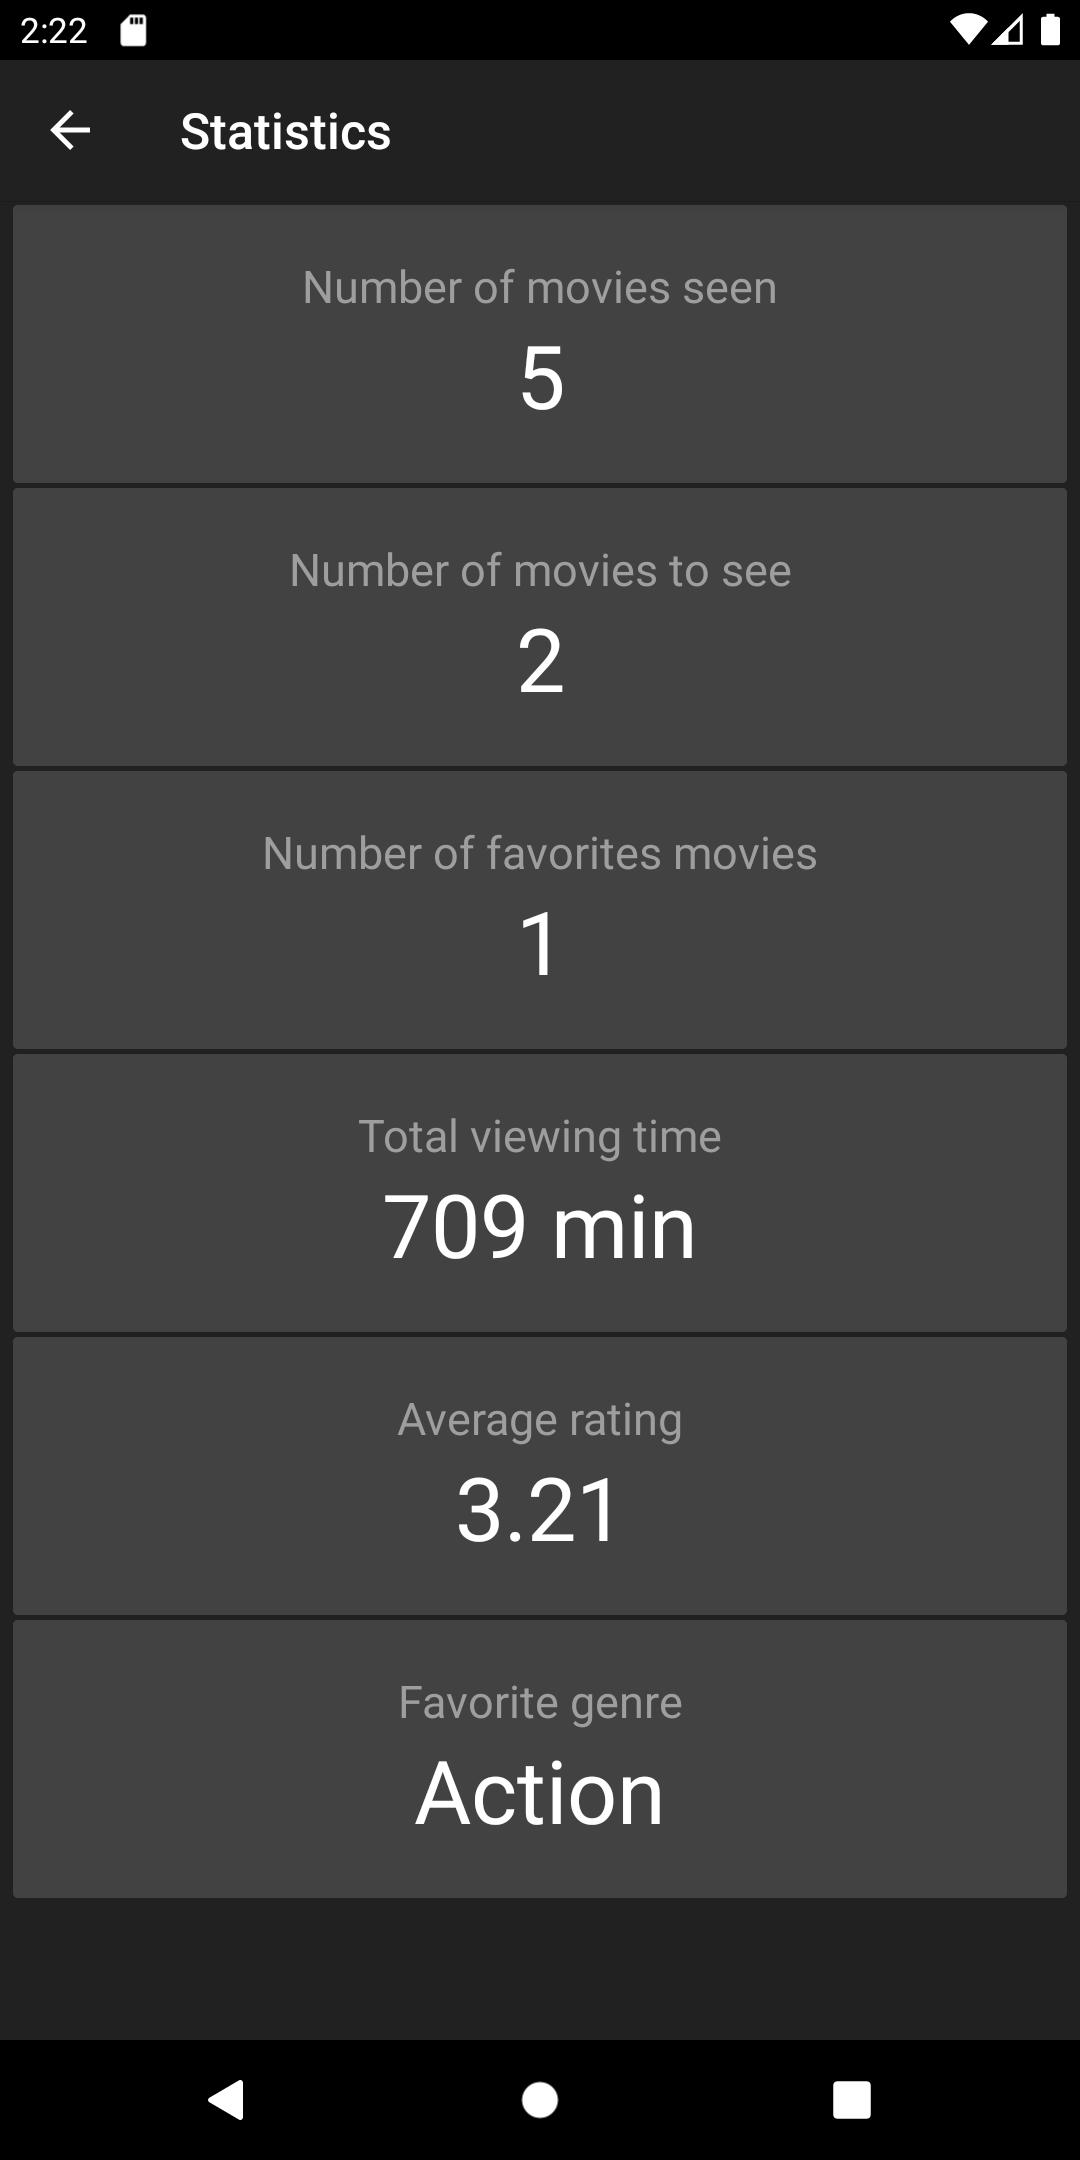 2:22
Statistics
Number of movies seen
5
Number of movies to see
2
Number of favorites movies
1
Total viewing time
709 min
Average rating
3.21
Favorite genre
Action